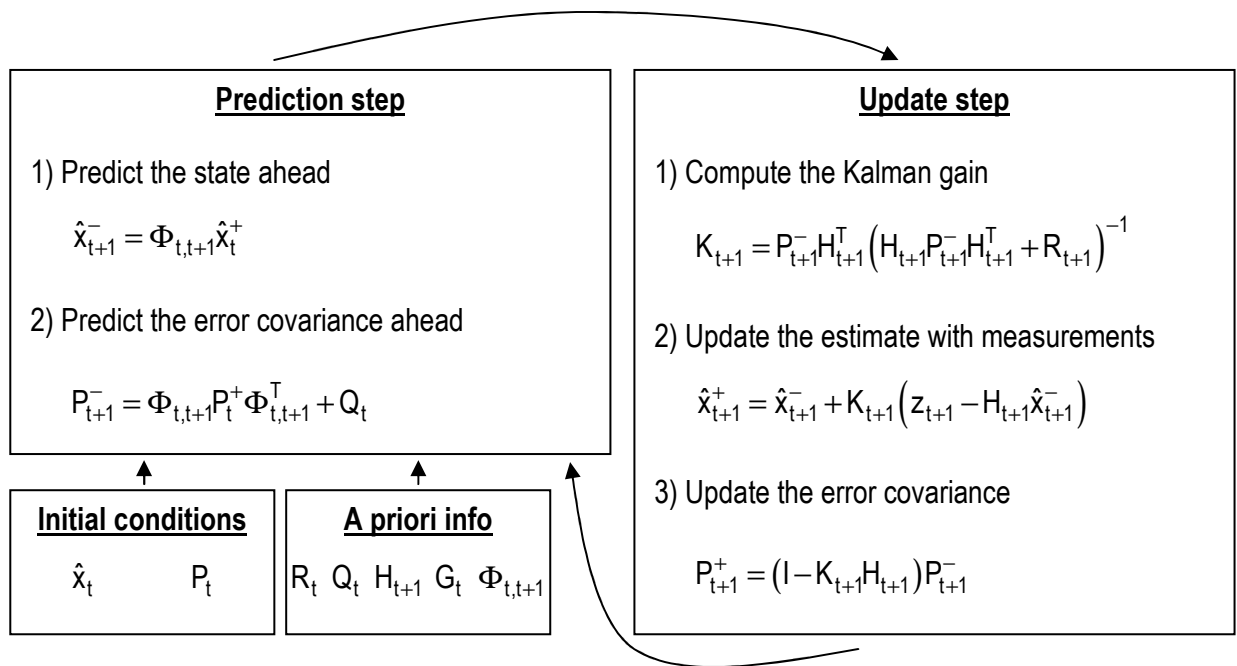 Prediction step
1) Predict the state ahead
x̂⁻ₜ₊₁ = Φₜ,ₜ₊₁x̂⁺ₜ
2) Predict the error covariance ahead
P⁻ₜ₊₁ = Φₜ,ₜ₊₁P⁺ₜΦᵀₜ,ₜ₊₁ + Qₜ
Initial conditions
x̂ₜ Pₜ
A priori info
Rₜ Qₜ Hₜ₊₁ Gₜ Φₜ,ₜ₊₁
Update step
1) Compute the Kalman gain
Kₜ₊₁ = P⁻ₜ₊₁Hᵀₜ₊₁(Hₜ₊₁P⁻ₜ₊₁Hᵀₜ₊₁ + Rₜ₊₁)⁻¹
2) Update the estimate with measurements
x̂⁺ₜ₊₁ = x̂⁻ₜ₊₁ + Kₜ₊₁(zₜ₊₁ − Hₜ₊₁x̂⁻ₜ₊₁)
3) Update the error covariance
P⁺ₜ₊₁ = (I − Kₜ₊₁Hₜ₊₁)P⁻ₜ₊₁